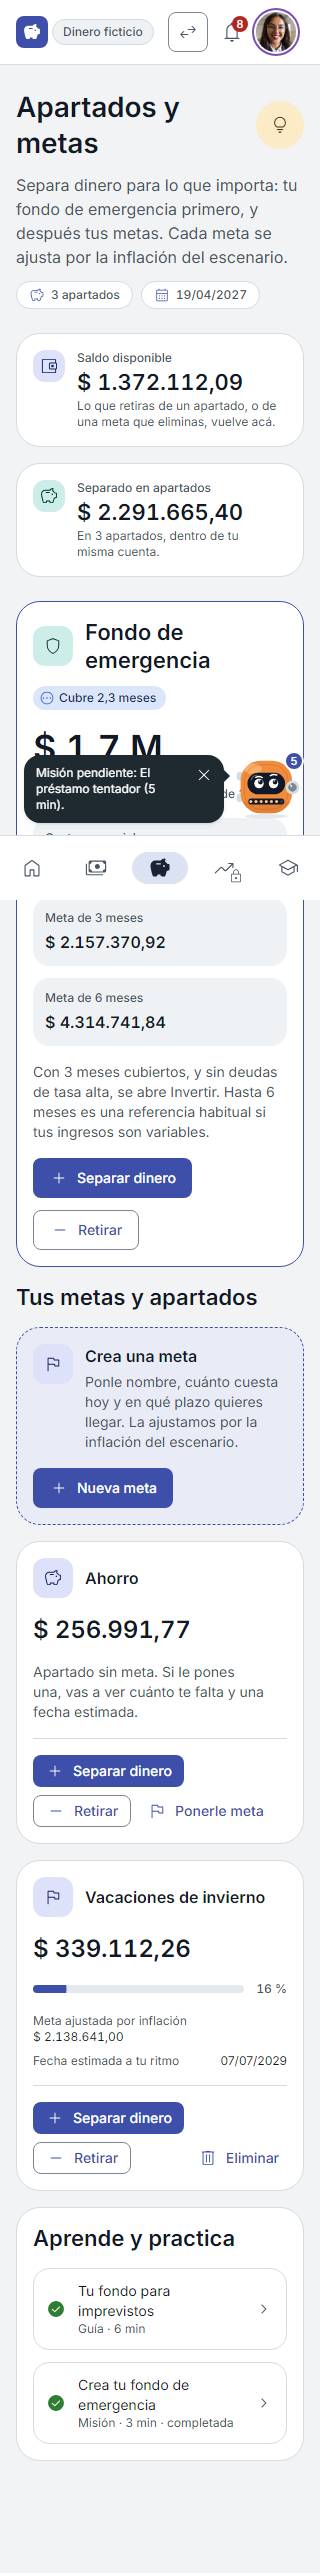 Dinero ficticio
8
Apartados y
metas
Separa dinero para lo que importa: tu
fondo de emergencia primero, y
después tus metas. Cada meta se
ajusta por la inflación del escenario.
3 apartados
19/04/2027
Saldo disponible
$ 1.372.112,09
Lo que retiras de un apartado, o de
una meta que eliminas, vuelve acá.
Separado en apartados
$ 2.291.665,40
En 3 apartados, dentro de tu
misma cuenta.
Fondo de
emergencia
Cubre 2,3 meses
$ 1,7 M
Misión pendiente: El
préstamo tentador (5
min).
de
5
Meta de 3 meses
$ 2.157.370,92
Meta de 6 meses
$ 4.314.741,84
Con 3 meses cubiertos, y sin deudas
de tasa alta, se abre Invertir. Hasta 6
meses es una referencia habitual si
tus ingresos son variables.
Separar dinero
Retirar
Tus metas y apartados
Crea una meta
Ponle nombre, cuánto cuesta
hoy y en qué plazo quieres
llegar. La ajustamos por la
inflación del escenario.
Nueva meta
Ahorro
$ 256.991,77
Apartado sin meta. Si le pones
una, vas a ver cuánto te falta y una
fecha estimada.
Separar dinero
Retirar
Ponerle meta
Vacaciones de invierno
$ 339.112,26
16 %
Meta ajustada por inflación
$ 2.138.641,00
Fecha estimada a tu ritmo
07/07/2029
Separar dinero
Retirar
Eliminar
Aprende y practica
Tu fondo para
imprevistos
Guía · 6 min
Crea tu fondo de
emergencia
Misión · 3 min · completada